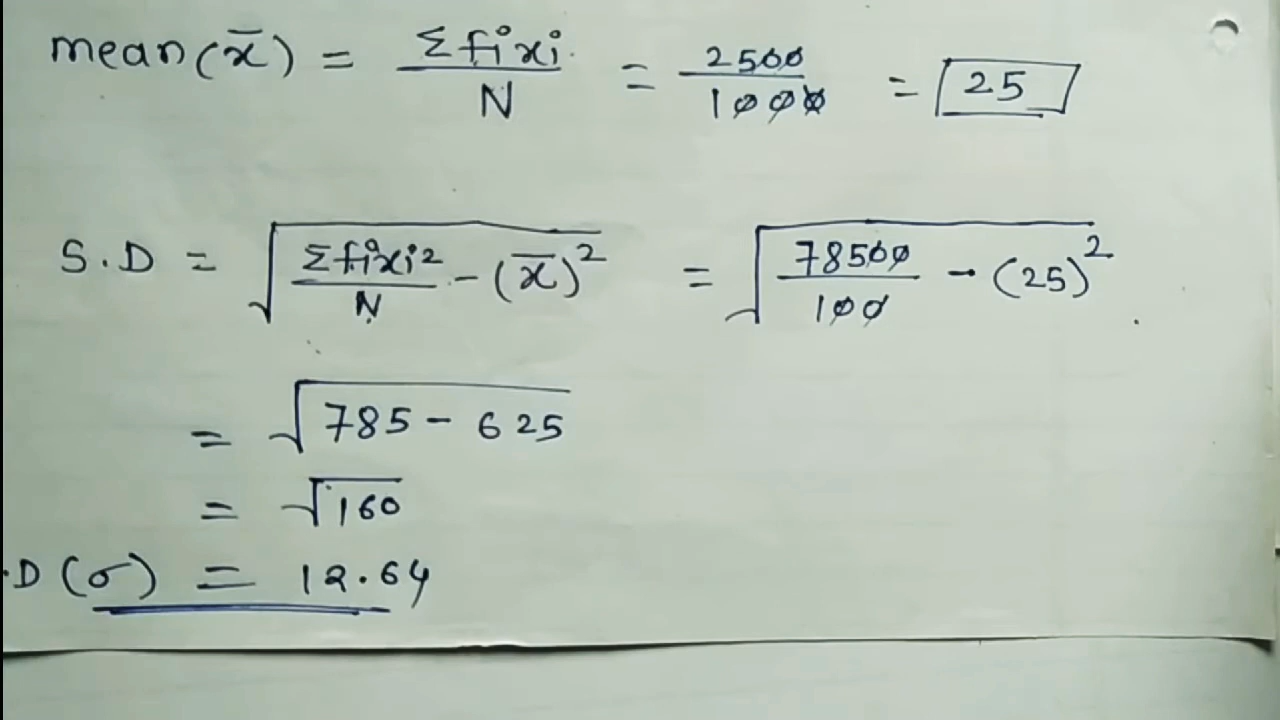 mean(x̄) = Σfixi / N = 2500 / 1000 = 25
S.D = √(Σfixi² / N - (x̄)²) = √(78500 / 100 - (25)²)
= √785 - 625
= √160
.D (σ) = 12.64